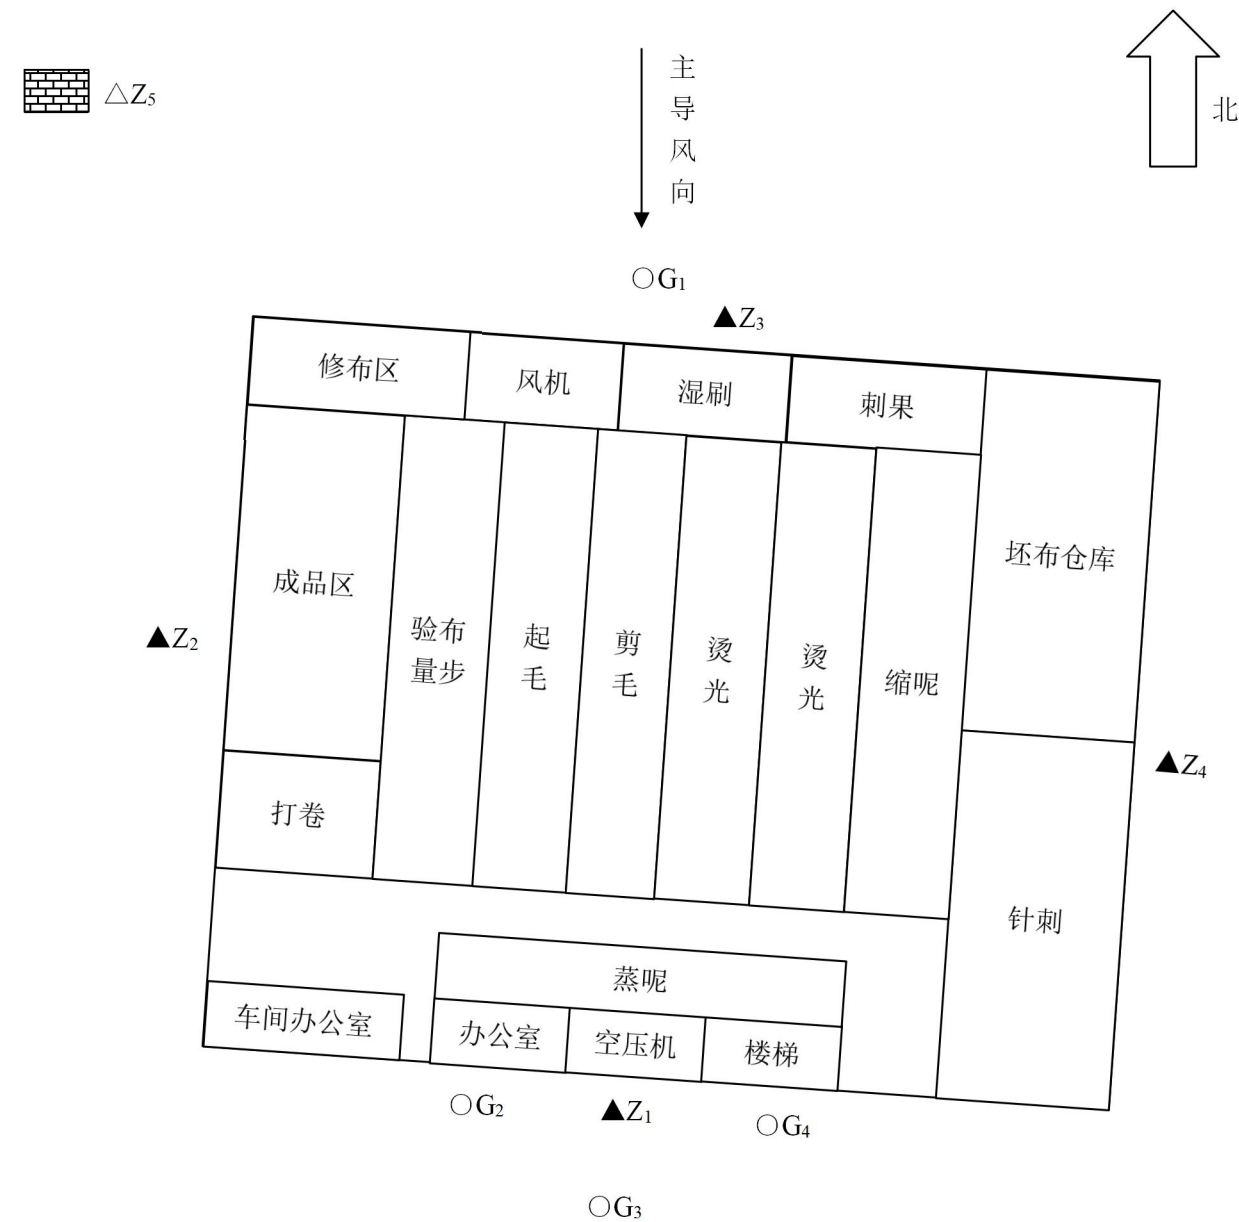 △Z5
主导风向
北
○G1
▲Z3
修布区
风机
湿刷
刺果
坯布仓库
成品区
验布
量步
起毛
剪毛
烫光
烫光
缩呢
▲Z2
▲Z4
打卷
针刺
蒸呢
车间办公室
办公室
空压机
楼梯
○G2
▲Z1
○G4
○G3